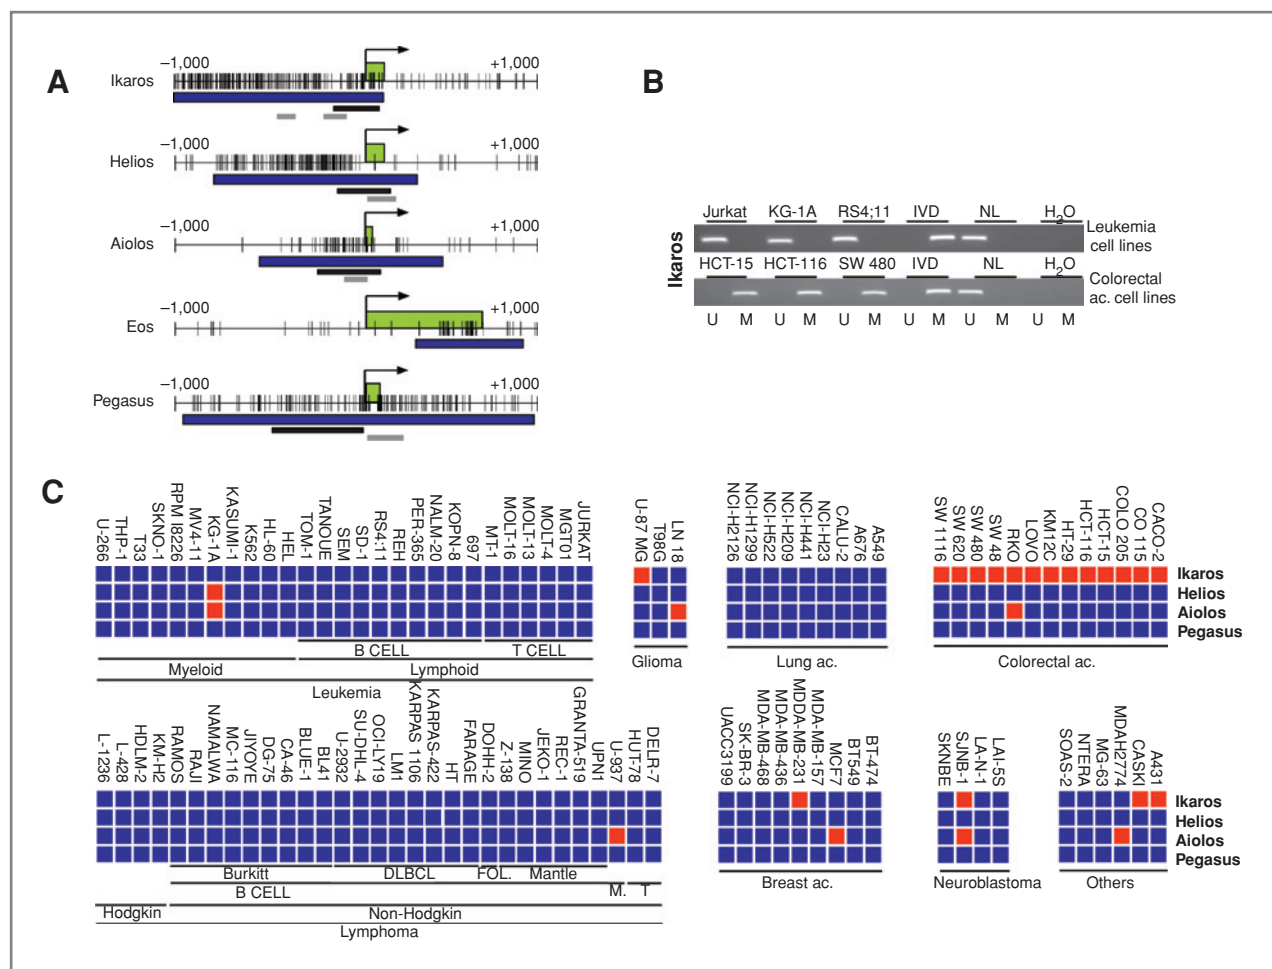 A
−1,000 +1,000
Ikaros
−1,000 +1,000
Helios
−1,000 +1,000
Aiolos
−1,000 +1,000
Eos
−1,000 +1,000
Pegasus
B
Ikaros
Jurkat KG-1A RS4;11 IVD NL H2O
Leukemia
cell lines
HCT-15 HCT-116 SW 480 IVD NL H2O
Colorectal
ac. cell lines
U M U M U M U M U M U M
C
U-266
THP-1
T33
SKNO-1
RPMI8226
MV4-11
KG-1A
KASUMI-1
K562
HL-60
HEL
TOM-1
TANOUE
SEM
SD-1
RS4:11
REH
PER-365
NALM-20
KOPN-8
697
MT-1
MOLT-16
MOLT-13
MOLT-4
MGT01
JURKAT
B CELL T CELL
Myeloid Lymphoid
Leukemia
U-87 MG
T98G
LN 18
Glioma
NCI-H2126
NCI-H1299
NCI-H522
NCI-H209
NCI-H441
NCI-H23
CALU-2
A676
A549
Lung ac.
SW 1116
SW 620
SW 480
SW 48
RKO
LOVO
KM12C
HT-29
HCT-116
HCT-15
COLO 205
CO 115
CACO-2
Colorectal ac.
Ikaros
Helios
Aiolos
Pegasus
L-1236
L-428
HDLM-2
KM-H2
RAMOS
RAJI
NAMALWA
MC-116
JIYOYE
DG-75
CA-46
BLUE-1
BL41
U-2932
SU-DHL-4
OCI-LY19
LM1
KARPAS 1106
KARPAS-422
HT
FARAGE
DOHH-2
Z-138
MINO
JEKO-1
REC-1
GRANTA-519
UPN1
U-937
HUT-78
DELR-7
Burkitt DLBCL FOL. Mantle
B CELL M. T
Hodgkin Non-Hodgkin
Lymphoma
UACC3199
SK-BR-3
MDA-MB-468
MDA-MB-436
MDDA-MB-231
MDA-MB-157
MCF7
BT549
BT-474
Breast ac.
SKNBE
SJNB-1
LA-N-1
LAI-5S
Neuroblastoma
SOAS-2
NTERA
MG-63
MDAH2774
CASKI
A431
Others
Ikaros
Helios
Aiolos
Pegasus